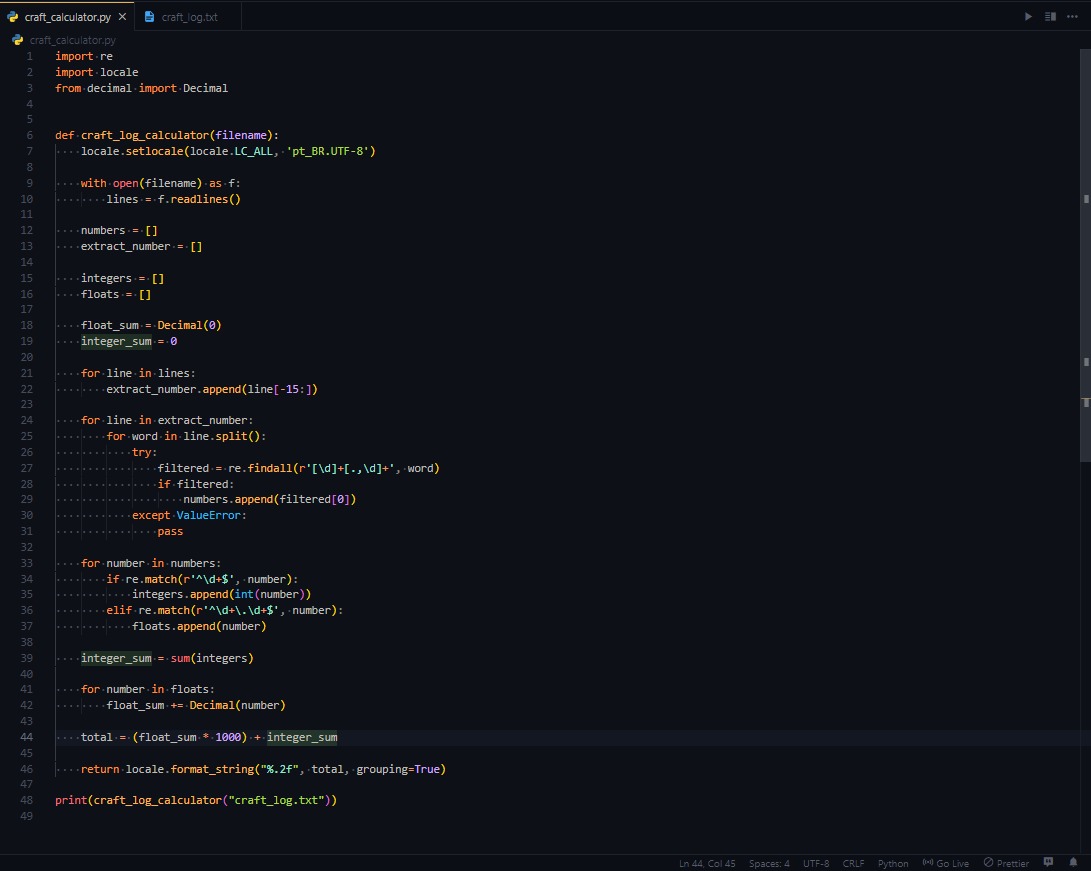 craft_calculator.py craft_log.txt
craft_calculator.py
1 import re
2 import locale
3 from decimal import Decimal
4
5
6 def craft_log_calculator(filename):
7     locale.setlocale(locale.LC_ALL, 'pt_BR.UTF-8')
8
9     with open(filename) as f:
10         lines = f.readlines()
11
12     numbers = []
13     extract_number = []
14
15     integers = []
16     floats = []
17
18     float_sum = Decimal(0)
19     integer_sum = 0
20
21     for line in lines:
22         extract_number.append(line[-15:])
23
24     for line in extract_number:
25         for word in line.split():
26             try:
27                 filtered = re.findall(r'[\d]+[.,\d]+', word)
28                 if filtered:
29                     numbers.append(filtered[0])
30             except ValueError:
31                 pass
32
33     for number in numbers:
34         if re.match(r'^\d+$', number):
35             integers.append(int(number))
36         elif re.match(r'^\d+\.\d+$', number):
37             floats.append(number)
38
39     integer_sum = sum(integers)
40
41     for number in floats:
42         float_sum += Decimal(number)
43
44     total = (float_sum * 1000) + integer_sum
45
46     return locale.format_string("%.2f", total, grouping=True)
47
48 print(craft_log_calculator("craft_log.txt"))
49
Ln 44, Col 45 Spaces: 4 UTF-8 CRLF Python Go Live Prettier